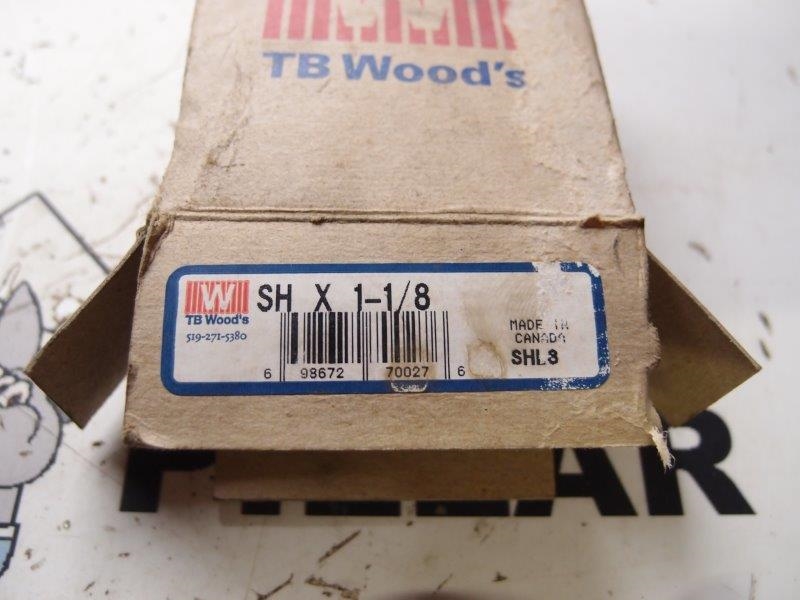 TB Wood's
SH X 1-1/8
TB Wood's
519-271-5380
MADE IN
CANADA
SHL8
6 98672 70027 6
PILLAR